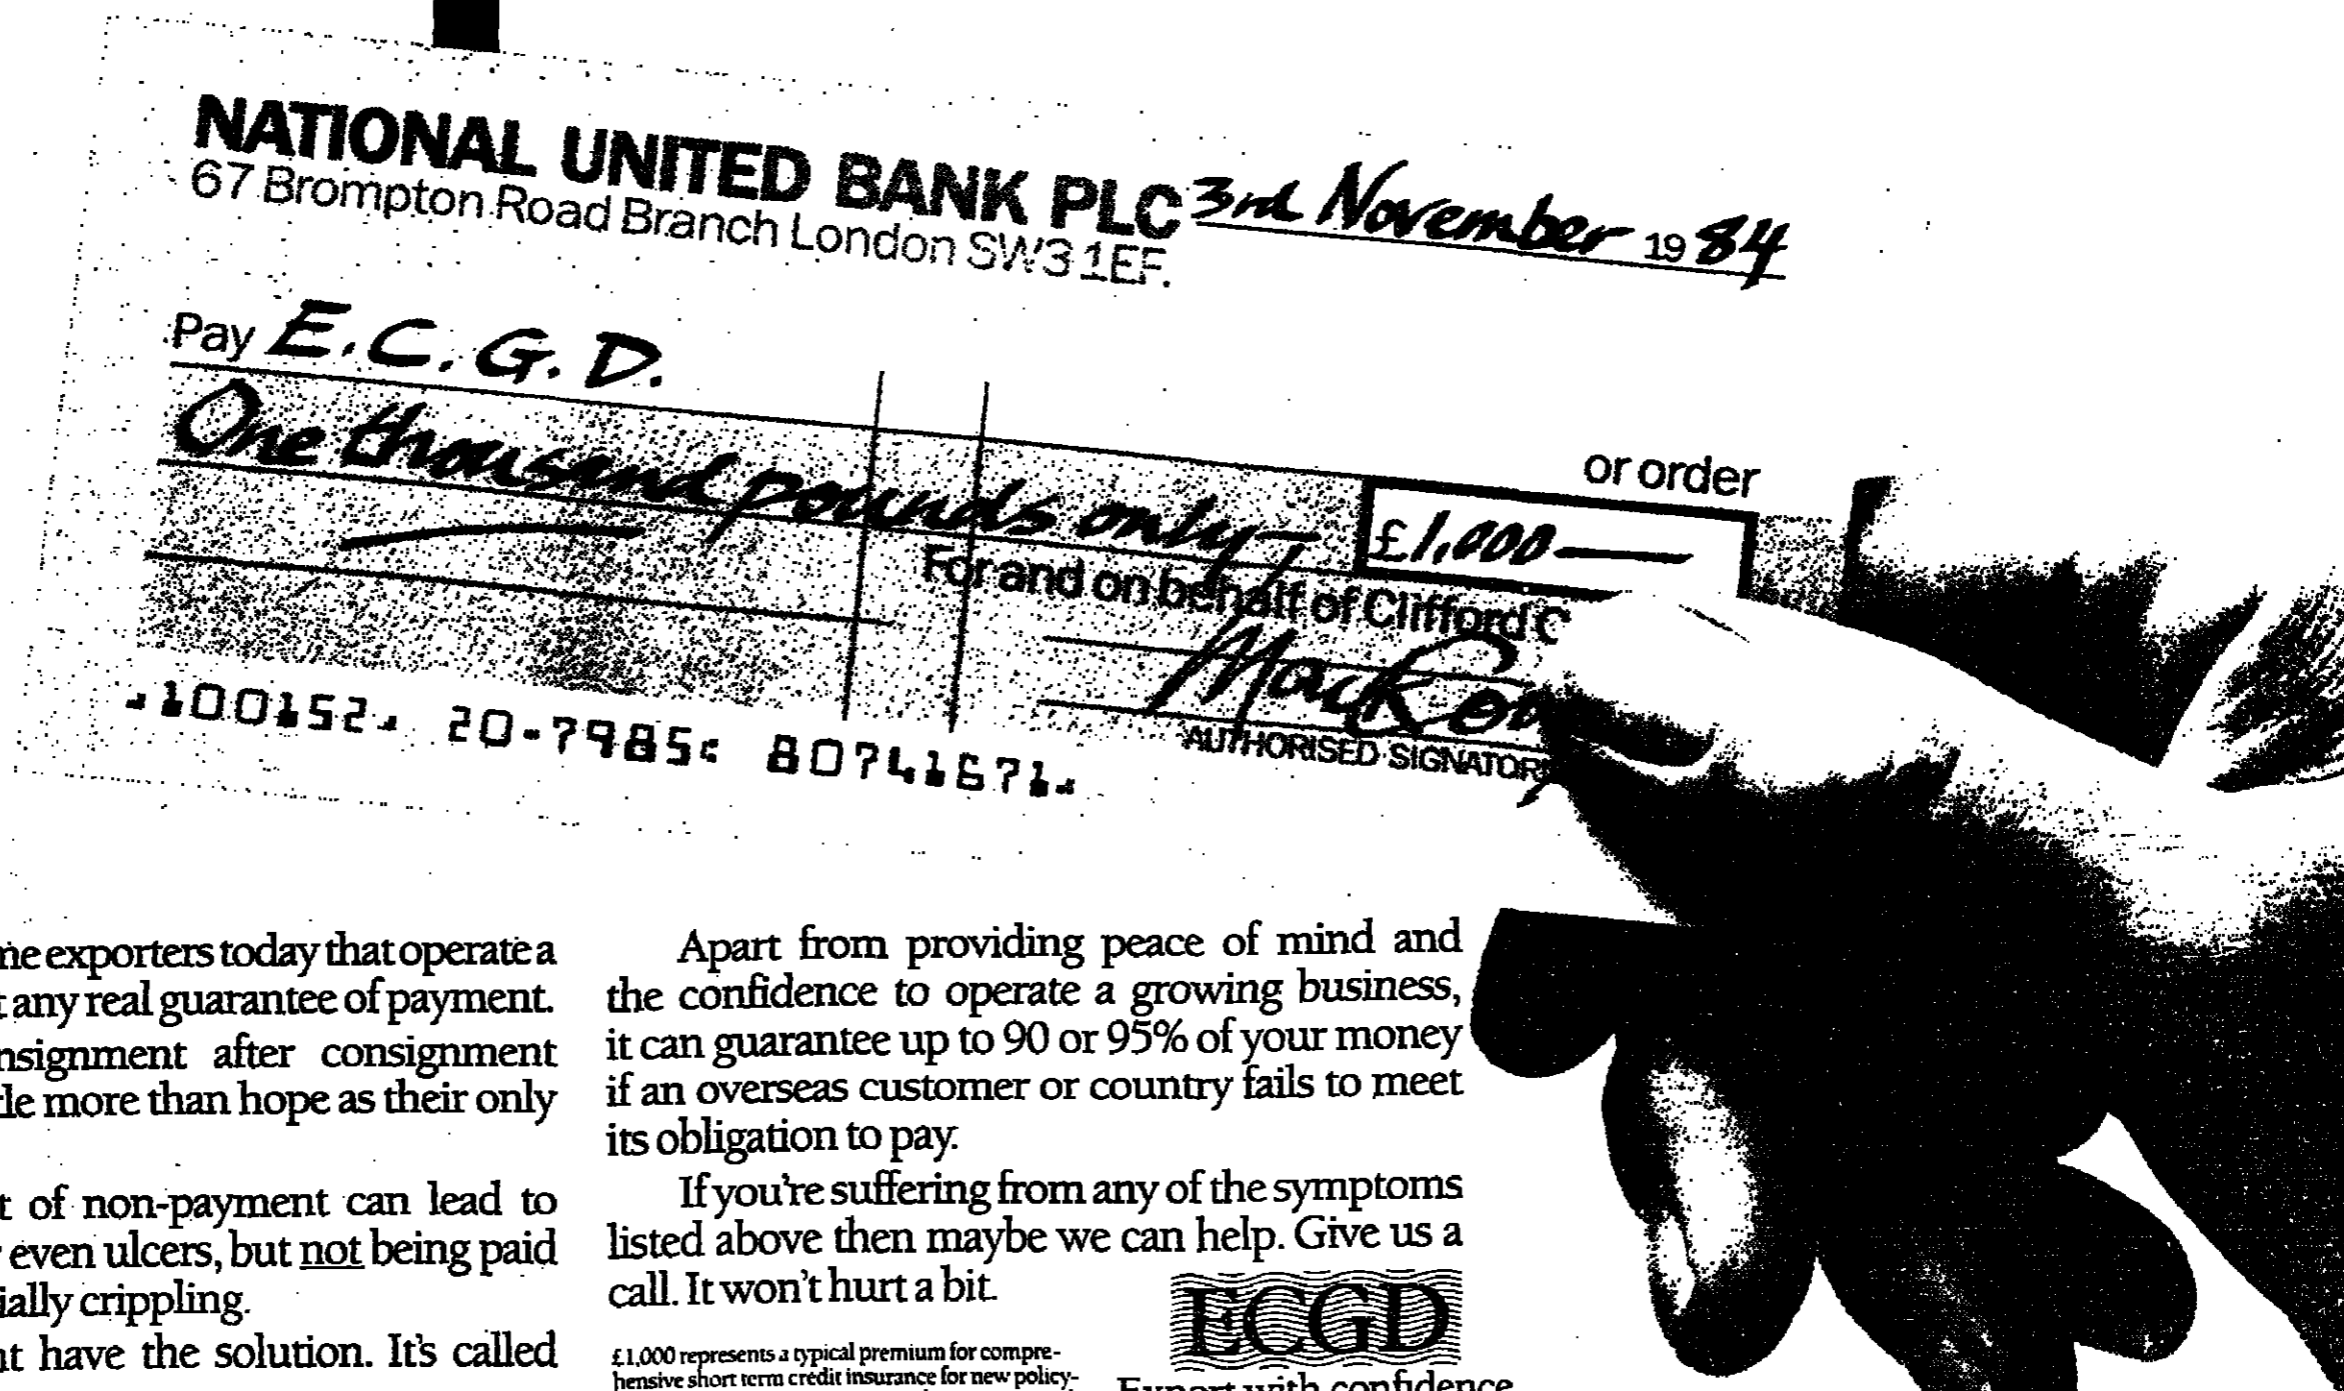 NATIONAL UNITED BANK PLC
67 Brompton Road Branch London SW3 1EF.
3rd November 1984
Pay E.C.G.D.
or order
One thousand pounds only
£1,000
For and on behalf of Clifford C
AUTHORISED SIGNATOR
100152 20-7985 80741671
exporters today that operate a
any real guarantee of payment.
nsignment after consignment
le more than hope as their only
of non-payment can lead to
even ulcers, but not being paid
ially crippling.
have the solution. It's called
Apart from providing peace of mind and
the confidence to operate a growing business,
it can guarantee up to 90 or 95% of your money
if an overseas customer or country fails to meet
its obligation to pay.
If you're suffering from any of the symptoms
listed above then maybe we can help. Give us a
call. It won't hurt a bit.
£1,000 represents a typical premium for compre-
hensive short term credit insurance for new policy-
ECGD
Export with confidence